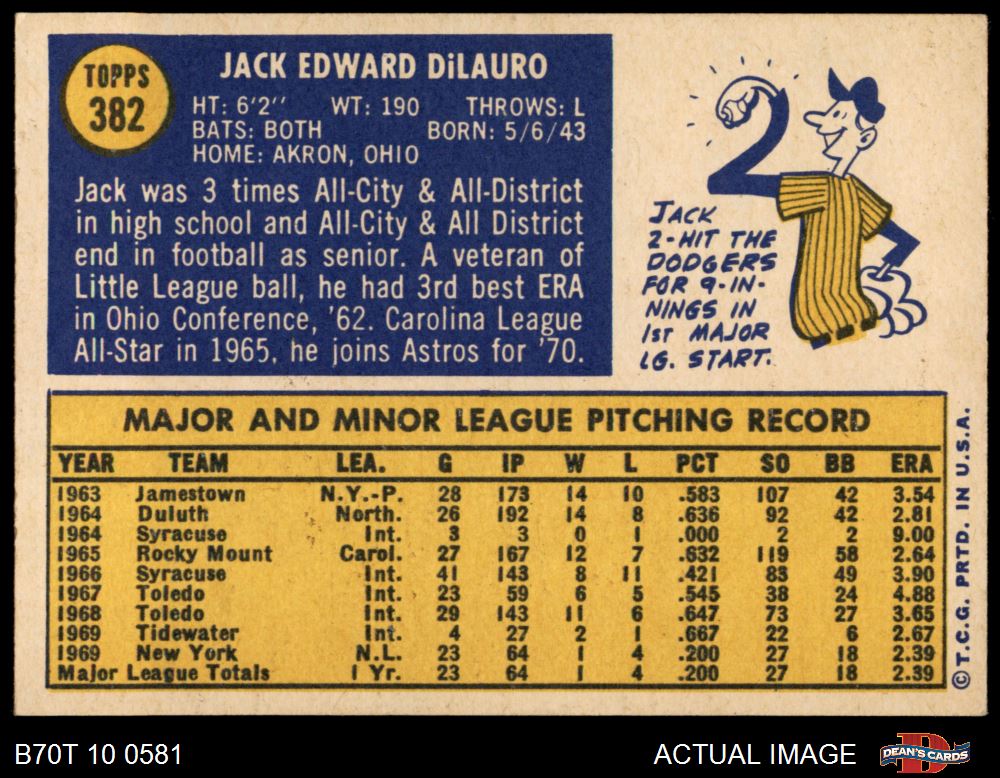 TOPPS
382
JACK EDWARD DiLAURO
HT: 6'2'' WT: 190 THROWS: L
BATS: BOTH BORN: 5/6/43
HOME: AKRON, OHIO
Jack was 3 times All-City & All-District
in high school and All-City & All District
end in football as senior. A veteran of
Little League ball, he had 3rd best ERA
in Ohio Conference, '62. Carolina League
All-Star in 1965, he joins Astros for '70.
2
JACK
2-HIT THE
DODGERS
FOR 9-IN-
NINGS IN
1ST MAJOR
LG. START.
MAJOR AND MINOR LEAGUE PITCHING RECORD
YEAR TEAM LEA. G IP W L PCT SO BB ERA
1963 Jamestown N.Y.-P. 28 173 14 10 .583 107 42 3.54
1964 Duluth North. 26 192 14 8 .636 92 42 2.81
1964 Syracuse Int. 3 3 0 1 .000 2 2 9.00
1965 Rocky Mount Carol. 27 167 12 7 .632 119 58 2.64
1966 Syracuse Int. 41 143 8 11 .421 83 49 3.90
1967 Toledo Int. 23 59 6 5 .545 38 24 4.88
1968 Toledo Int. 29 143 11 6 .647 73 27 3.65
1969 Tidewater Int. 4 27 2 1 .667 22 6 2.67
1969 New York N.L. 23 64 1 4 .200 27 18 2.39
Major League Totals 1 Yr. 23 64 1 4 .200 27 18 2.39
© T.C.G. PRTD. IN U.S.A.
B70T 10 0581
ACTUAL IMAGE
DEAN'S CARDS